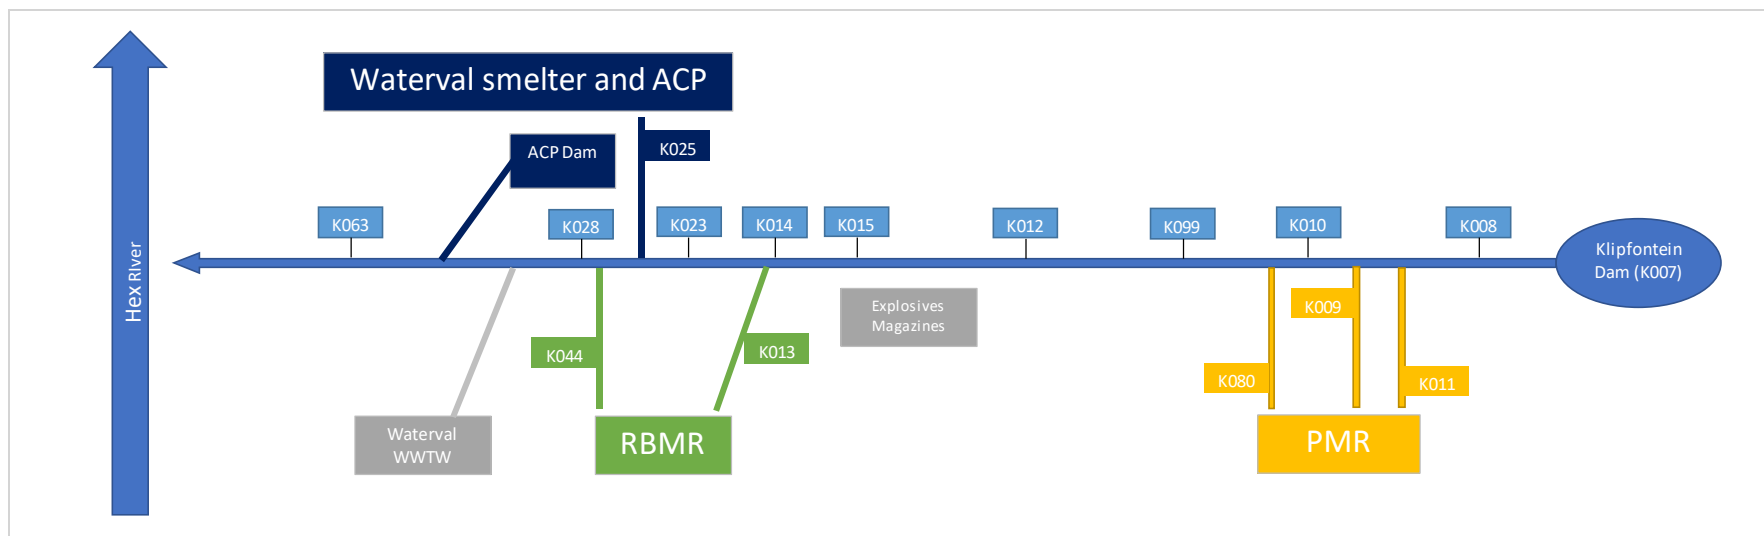 Waterval smelter and ACP
ACP Dam
K025
K063
K028
K023
K014
K015
K012
K099
K010
K008
Klipfontein
Dam (K007)
Hex RIver
Explosives
Magazines
K009
K044
K013
K080
K011
Waterval
WWTW
RBMR
PMR